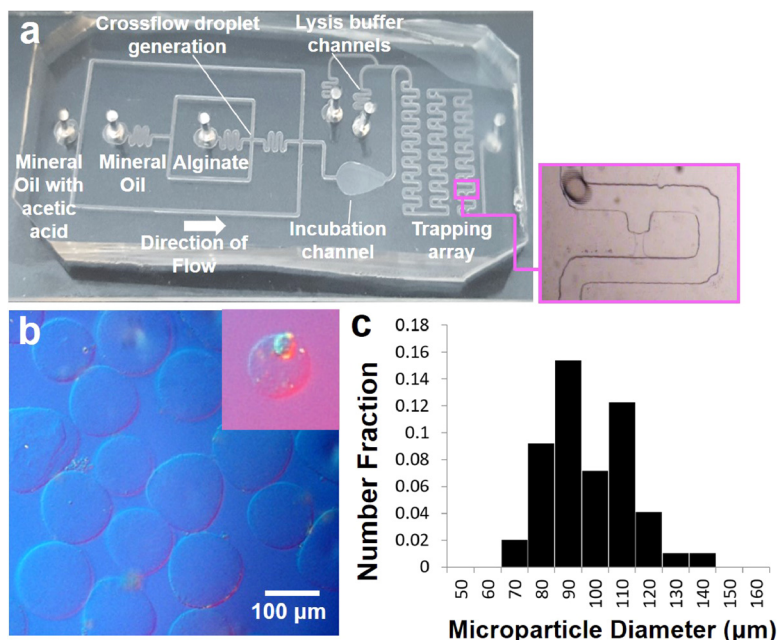 a
Crossflow droplet
generation
Lysis buffer
channels
Mineral
Oil with
acetic
acid
Mineral
Oil
Alginate
Direction of
Flow
Incubation
channel
Trapping
array
b
100 µm
c
Number Fraction
0.18
0.16
0.14
0.12
0.1
0.08
0.06
0.04
0.02
0
50 60 70 80 90 100 110 120 130 140 150 160
Microparticle Diameter (µm)